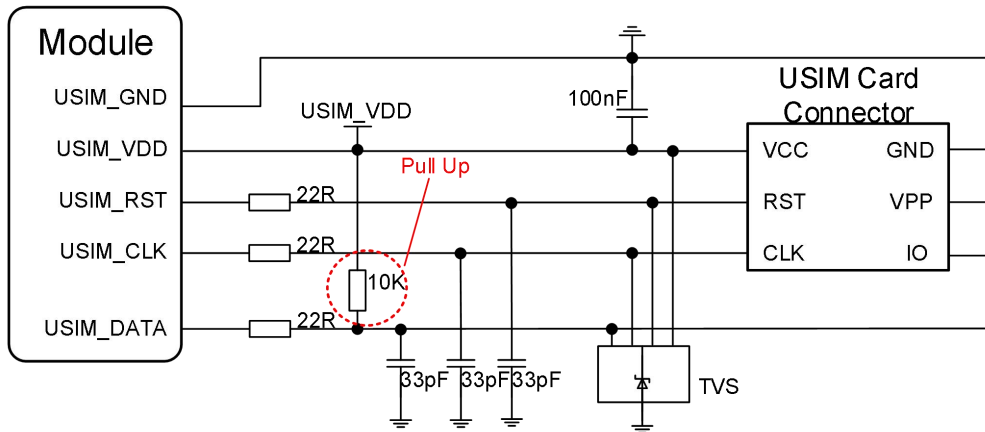 Module
USIM_GND
USIM_VDD
USIM_RST
USIM_CLK
USIM_DATA
22R
22R
22R
USIM_VDD
Pull Up
10K
100nF
33pF
33pF
33pF
TVS
USIM Card
Connector
VCC
GND
RST
VPP
CLK
IO